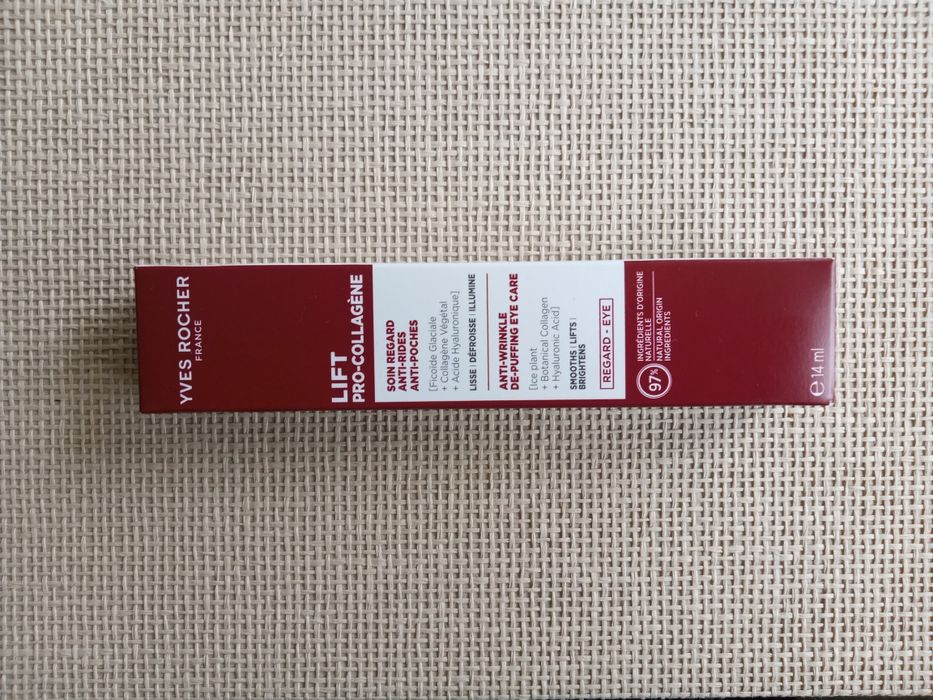 YVES ROCHER
FRANCE
LIFT
PRO-COLLAGÈNE
SOIN REGARD
ANTI-RIDES
ANTI-POCHES
[Ficoïde Glaciale
+ Collagène Végétal
+ Acide Hyaluronique]
LISSE | DÉFROISSE | ILLUMINE
ANTI-WRINKLE
DE-PUFFING EYE CARE
[Ice plant
+ Botanical Collagen
+ Hyaluronic Acid]
SMOOTHS | LIFTS |
BRIGHTENS
REGARD - EYE
97%
INGRÉDIENTS D'ORIGINE
NATURELLE
NATURAL ORIGIN
INGREDIENTS
℮ 14 ml